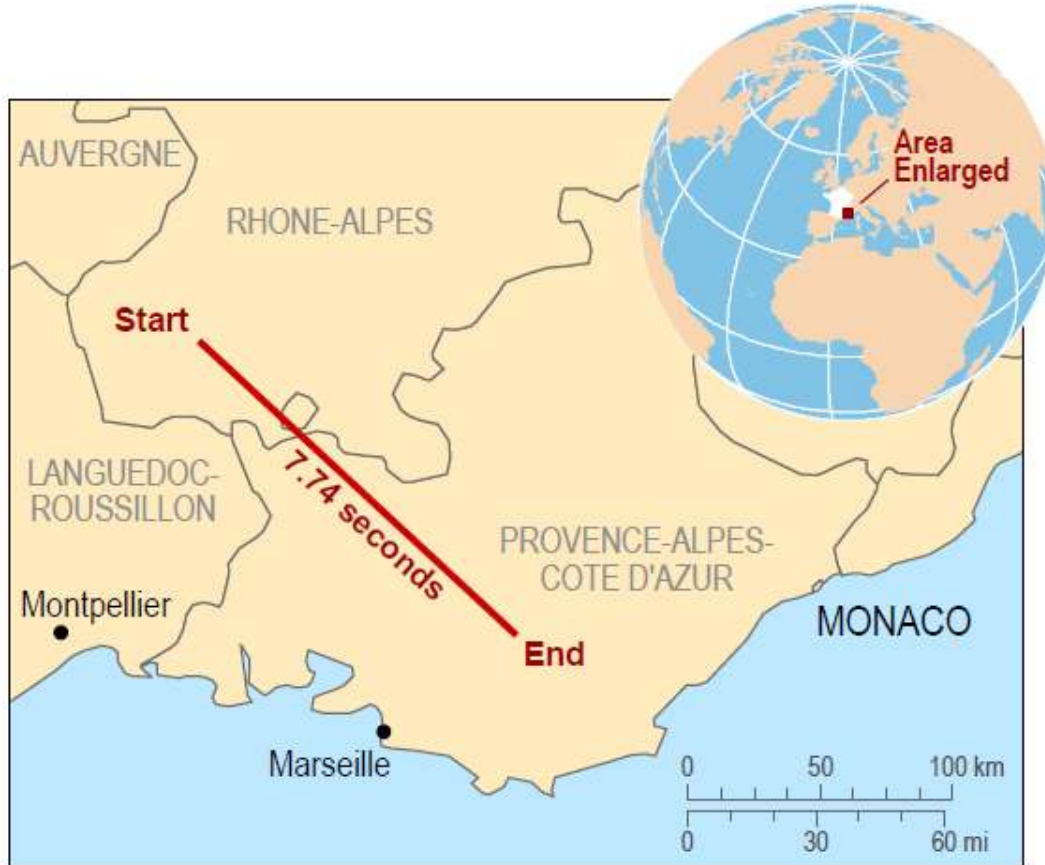 AUVERGNE
RHONE-ALPES
Area
Enlarged
Start
7.74 seconds
LANGUEDOC-
ROUSSILLON
PROVENCE-ALPES-
COTE D'AZUR
Montpellier
MONACO
End
Marseille
0 50 100 km
0 30 60 mi